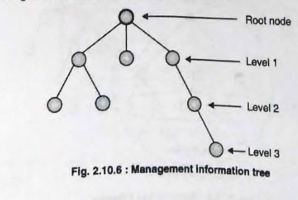 Root node
Level 1
Level 2
Level 3
Fig. 2.10.6 : Management information tree